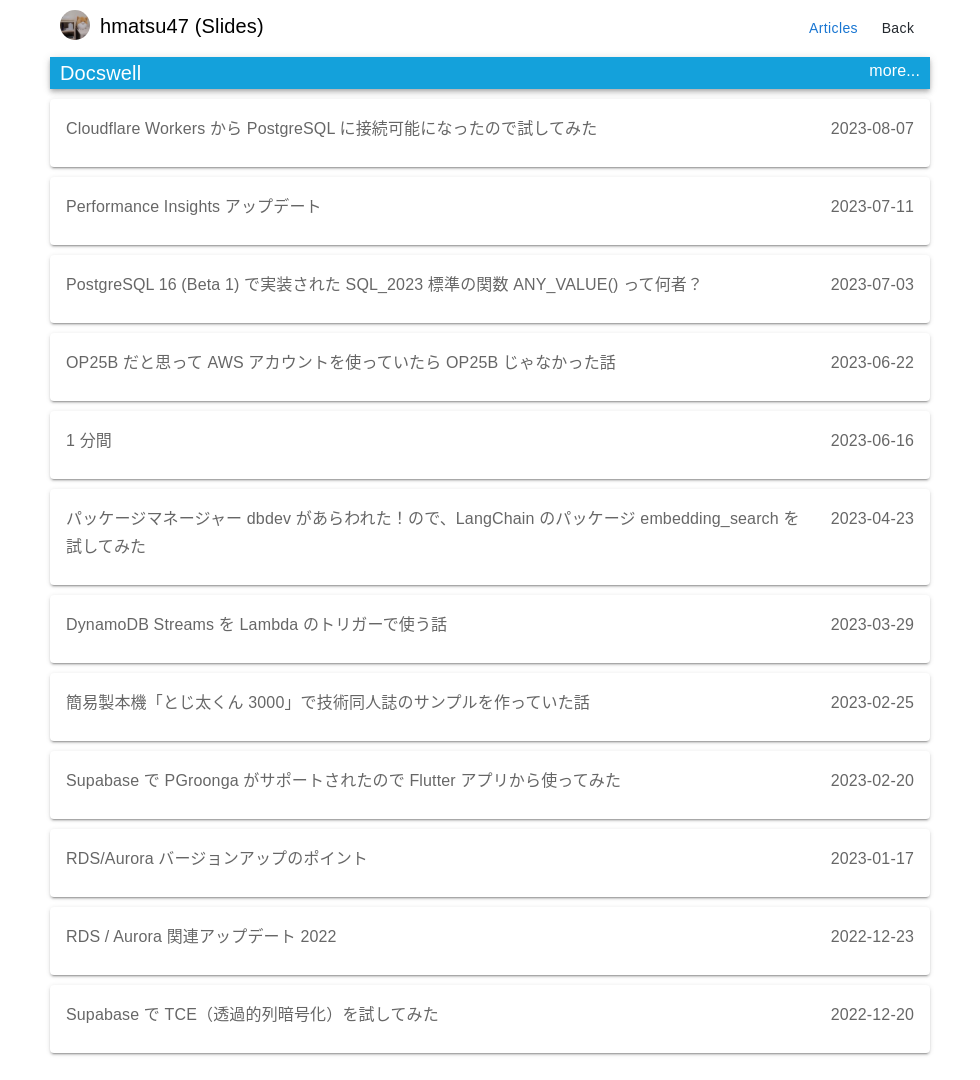 hmatsu47 (Slides)
Articles
Back
Docswell
more...
Cloudflare Workers から PostgreSQL に接続可能になったので試してみた
2023-08-07
Performance Insights アップデート
2023-07-11
PostgreSQL 16 (Beta 1) で実装された SQL_2023 標準の関数 ANY_VALUE() って何者？
2023-07-03
OP25B だと思って AWS アカウントを使っていたら OP25B じゃなかった話
2023-06-22
1 分間
2023-06-16
パッケージマネージャー dbdev があらわれた！ので、LangChain のパッケージ embedding_search を
試してみた
2023-04-23
DynamoDB Streams を Lambda のトリガーで使う話
2023-03-29
簡易製本機「とじ太くん 3000」で技術同人誌のサンプルを作っていた話
2023-02-25
Supabase で PGroonga がサポートされたので Flutter アプリから使ってみた
2023-02-20
RDS/Aurora バージョンアップのポイント
2023-01-17
RDS / Aurora 関連アップデート 2022
2022-12-23
Supabase で TCE（透過的列暗号化）を試してみた
2022-12-20